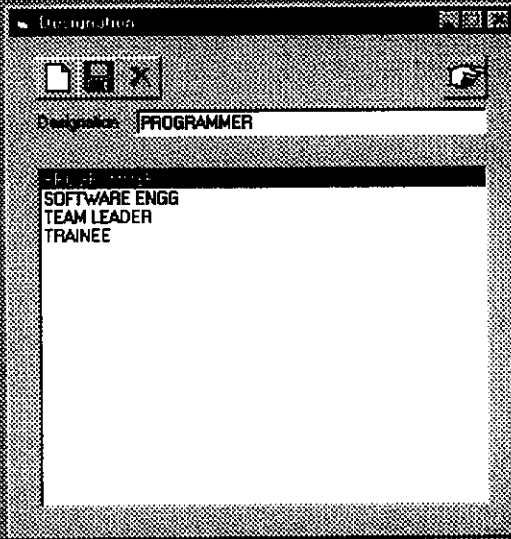 Designation
Designation PROGRAMMER
SOFTWARE ENGG
TEAM LEADER
TRAINEE